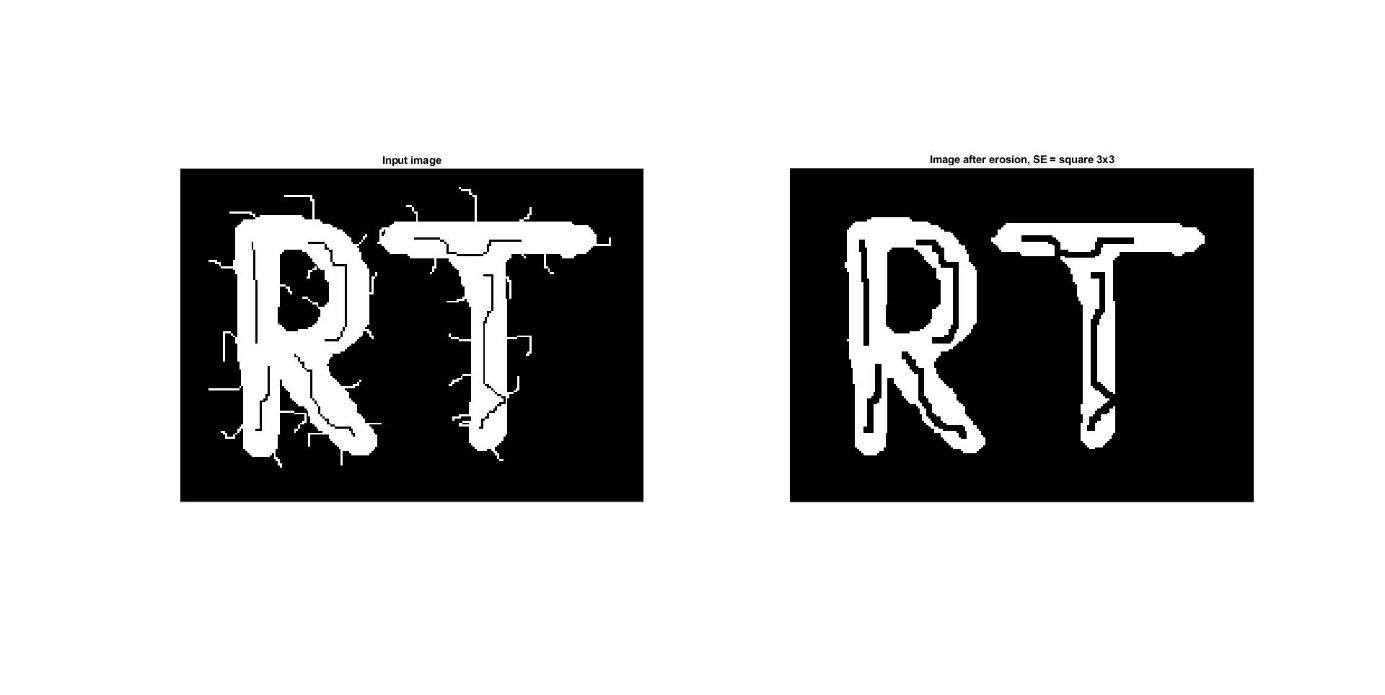 Input image
Image after erosion, SE = square 3x3
RT
RT